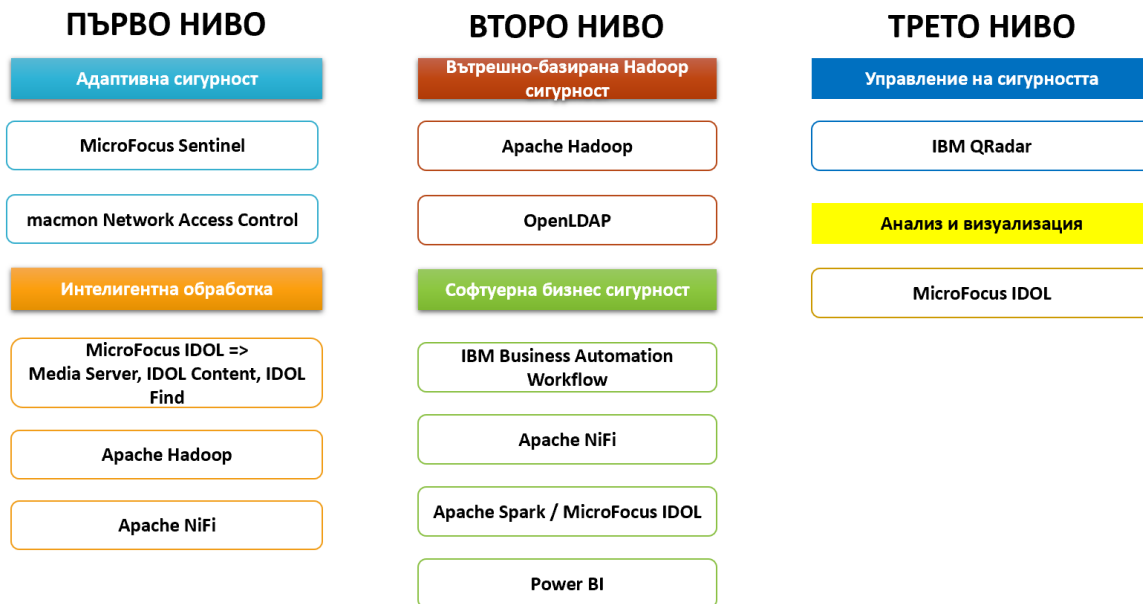 ПЪРВО НИВО
Адаптивна сигурност
MicroFocus Sentinel
macmon Network Access Control
Интелигентна обработка
MicroFocus IDOL =>
Media Server, IDOL Content, IDOL
Find
Apache Hadoop
Apache NiFi
ВТОРО НИВО
Вътрешно-базирана Hadoop
сигурност
Apache Hadoop
OpenLDAP
Софтуерна бизнес сигурност
IBM Business Automation
Workflow
Apache NiFi
Apache Spark / MicroFocus IDOL
Power BI
ТРЕТО НИВО
Управление на сигурността
IBM QRadar
Анализ и визуализация
MicroFocus IDOL